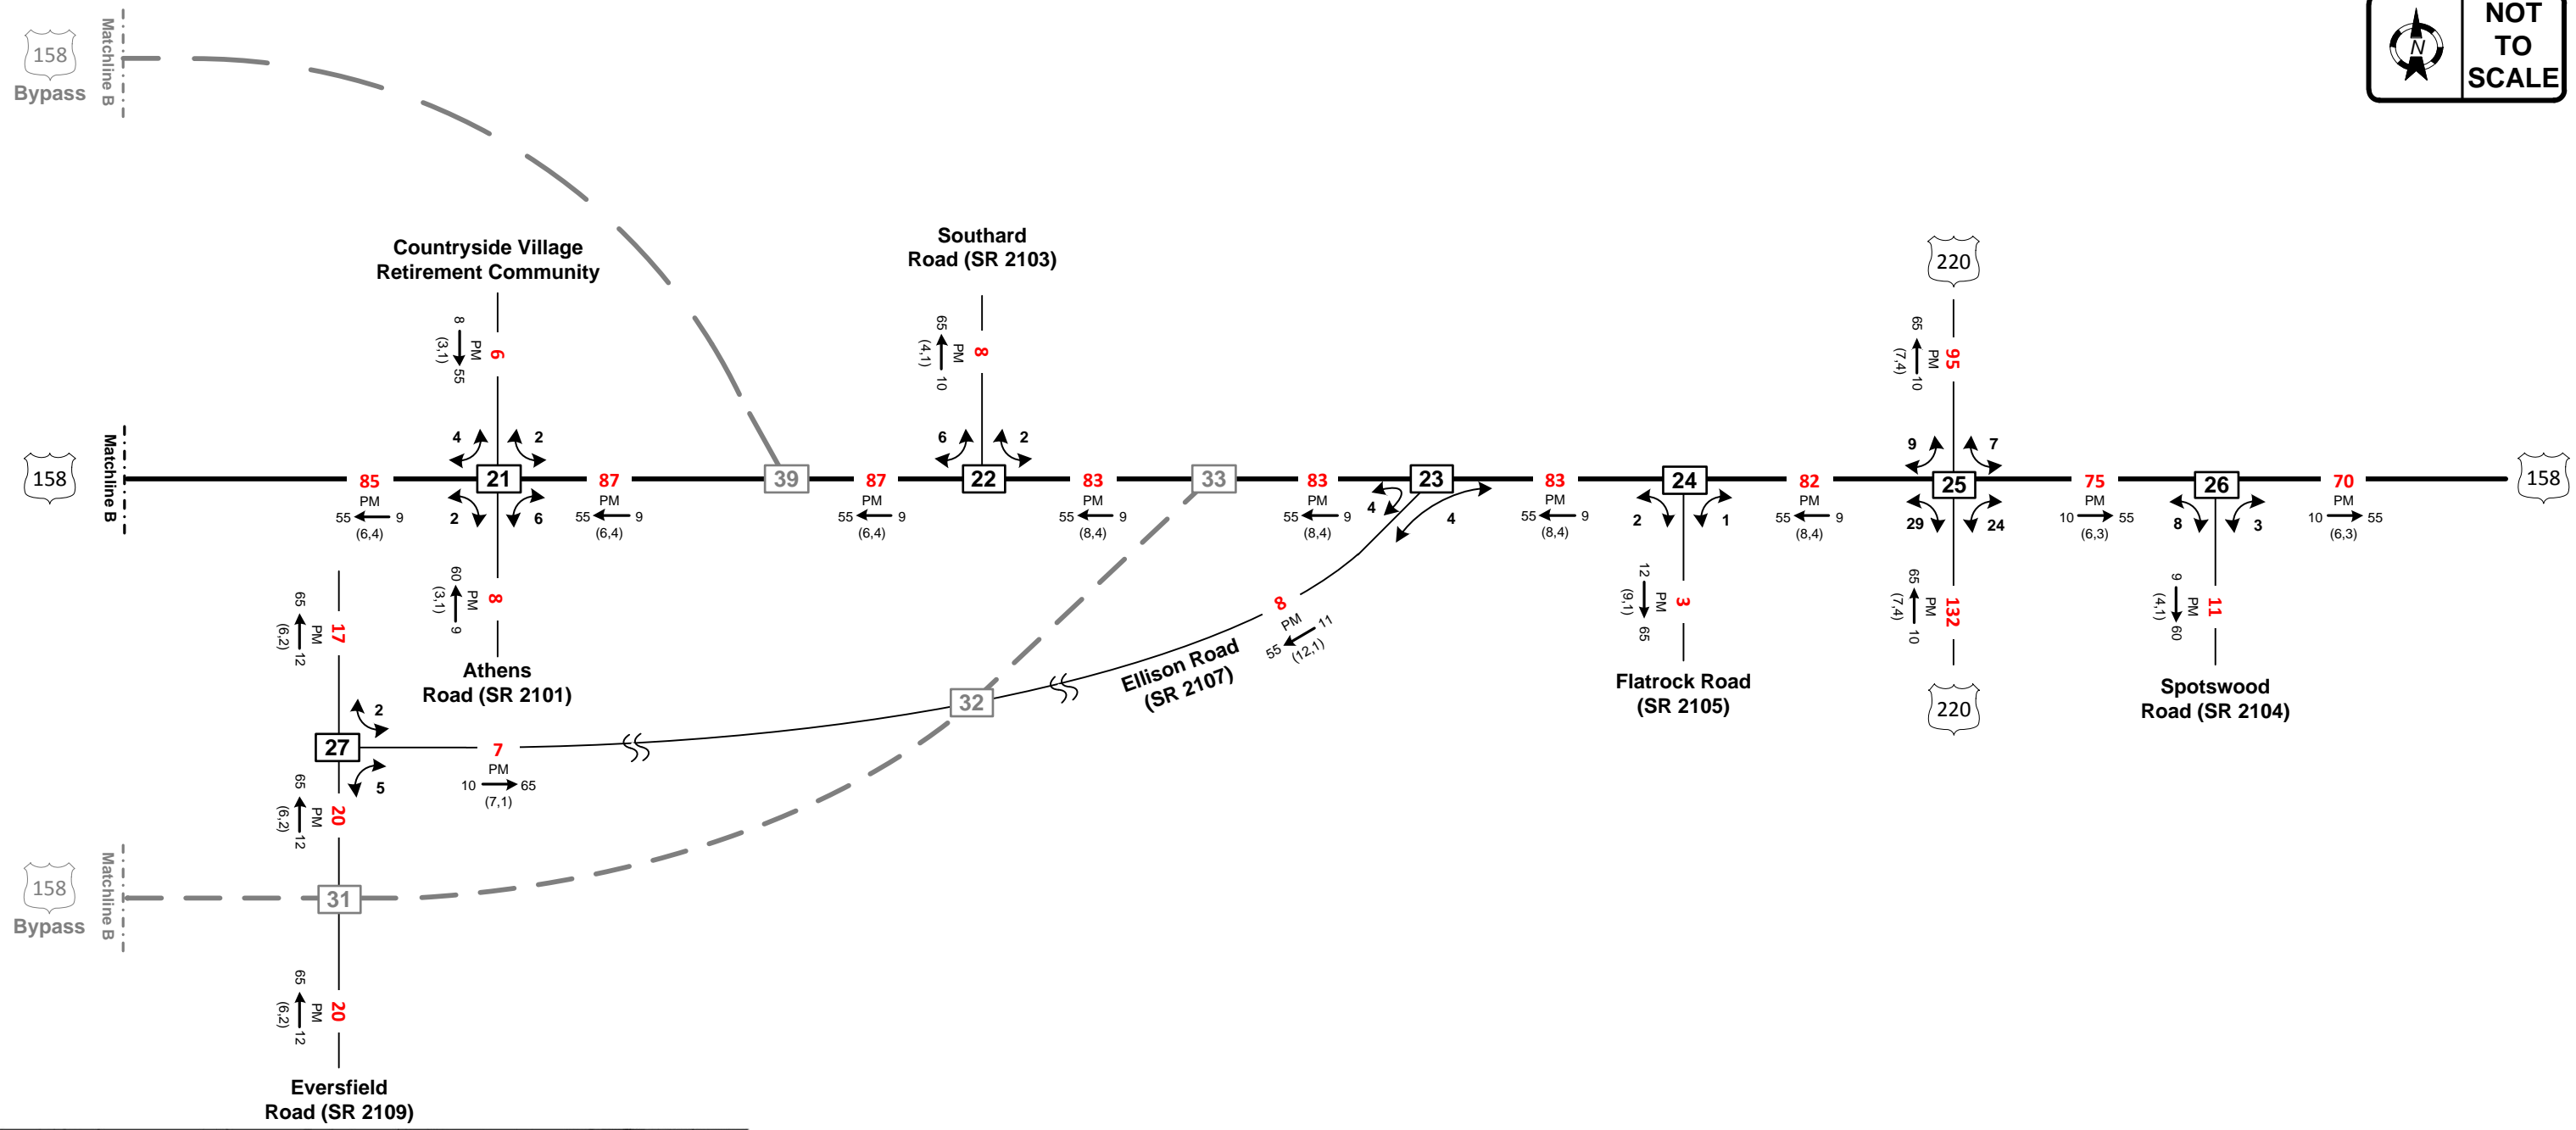 NOT
TO
SCALE
N
158
Bypass
Matchline B
Countryside Village
Retirement Community
8 55
PM
(3,1)
6
Southard
Road (SR 2103)
65 10
PM
(4,1)
8
220
65 10
PM
(7,4)
95
158
Matchline B
4 2
21
2 6
85
PM
55 9
(6,4)
87
PM
55 9
(6,4)
39
87
PM
55 9
(6,4)
6 2
22
83
PM
55 9
(8,4)
33
83
PM
55 9
(8,4)
23
4 4
83
PM
55 9
(8,4)
24
2 1
82
PM
55 9
(8,4)
9 7
25
29 24
75
PM
10 55
(6,3)
26
8 3
70
PM
10 55
(6,3)
158
65 12
PM
(6,2)
17
60 9
PM
(3,1)
8
Athens
Road (SR 2101)
8
PM
55 11
(12,1)
Ellison Road
(SR 2107)
12 65
PM
(9,1)
3
Flatrock Road
(SR 2105)
65 10
PM
(7,4)
132
220
9 60
PM
(4,1)
11
Spotswood
Road (SR 2104)
2
27
5
7
PM
10 65
(7,1)
32
65 12
PM
(6,2)
20
158
Bypass
Matchline B
31
65 12
PM
(6,2)
20
Eversfield
Road (SR 2109)